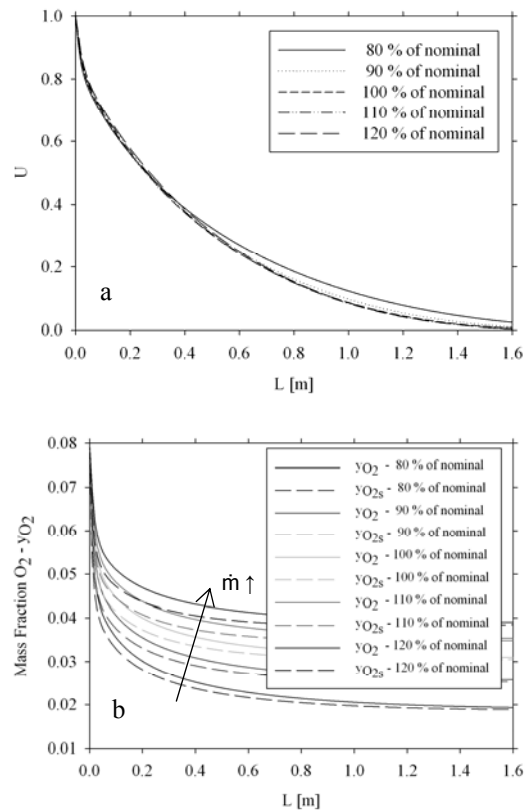 1.0
0.8
0.6
0.4
0.2
0.0
U
80 % of nominal
90 % of nominal
100 % of nominal
110 % of nominal
120 % of nominal
a
0.0 0.2 0.4 0.6 0.8 1.0 1.2 1.4 1.6
L [m]
0.08
0.07
0.06
0.05
0.04
0.03
0.02
0.01
Mass Fraction O2 - yO2
yO2 - 80 % of nominal
yO2s - 80 % of nominal
yO2 - 90 % of nominal
yO2s - 90 % of nominal
yO2 - 100 % of nominal
yO2s - 100 % of nominal
yO2 - 110 % of nominal
yO2s - 110 % of nominal
yO2 - 120 % of nominal
yO2s - 120 % of nominal
ṁ ↑
b
0.0 0.2 0.4 0.6 0.8 1.0 1.2 1.4 1.6
L [m]